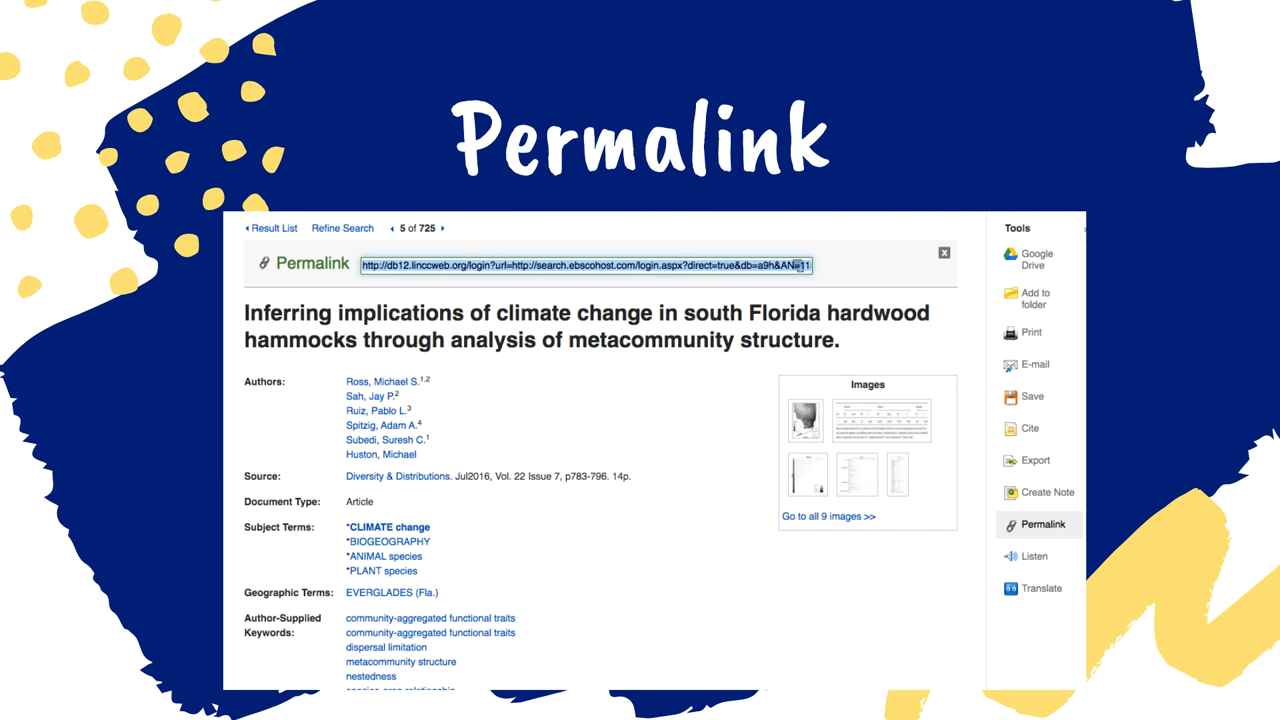 Permalink
Result List Refine Search 5 of 725
Permalink http://db12.linccweb.org/login?url=http://search.ebscohost.com/login.aspx?direct=true&db=a9h&AN=11
Inferring implications of climate change in south Florida hardwood
hammocks through analysis of metacommunity structure.
Authors: Ross, Michael S.1,2
Sah, Jay P.2
Ruiz, Pablo L.3
Spitzig, Adam A.4
Subedi, Suresh C.1
Huston, Michael
Source: Diversity & Distributions. Jul2016, Vol. 22 Issue 7, p783-796. 14p.
Document Type: Article
Subject Terms: *CLIMATE change
*BIOGEOGRAPHY
*ANIMAL species
*PLANT species
Geographic Terms: EVERGLADES (Fla.)
Author-Supplied community-aggregated functional traits
Keywords: community-aggregated functional traits
dispersal limitation
metacommunity structure
nestedness
Images
Go to all 9 images >>
Tools
Google
Drive
Add to
folder
Print
E-mail
Save
Cite
Export
Create Note
Permalink
Listen
Translate